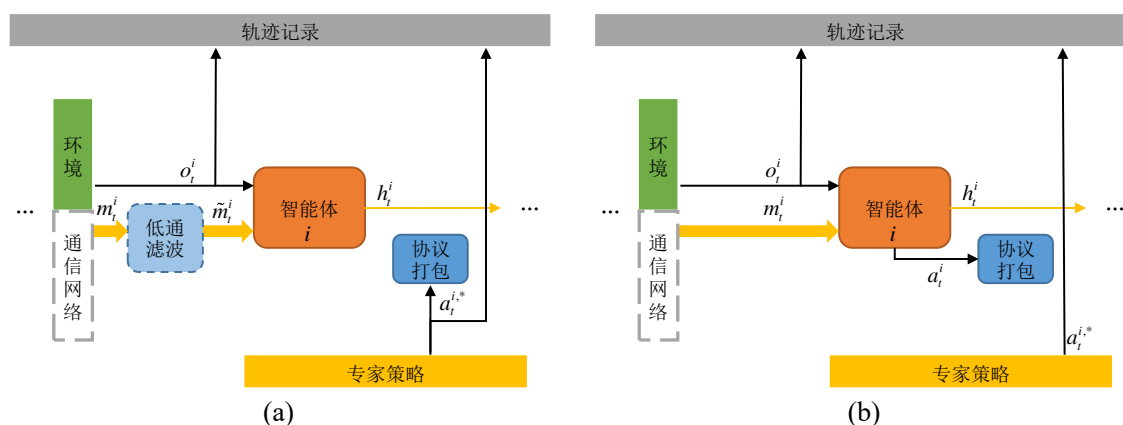 轨迹记录
环境
o_t^i
m_t^i
m̃_t^i
低通
滤波
智能体
i
h_t^i
...
...
通信网络
协议
打包
a_t^{i,*}
专家策略
(a)
轨迹记录
环境
o_t^i
m_t^i
智能体
i
h_t^i
...
...
通信网络
协议
打包
a_t^i
a_t^{i,*}
专家策略
(b)